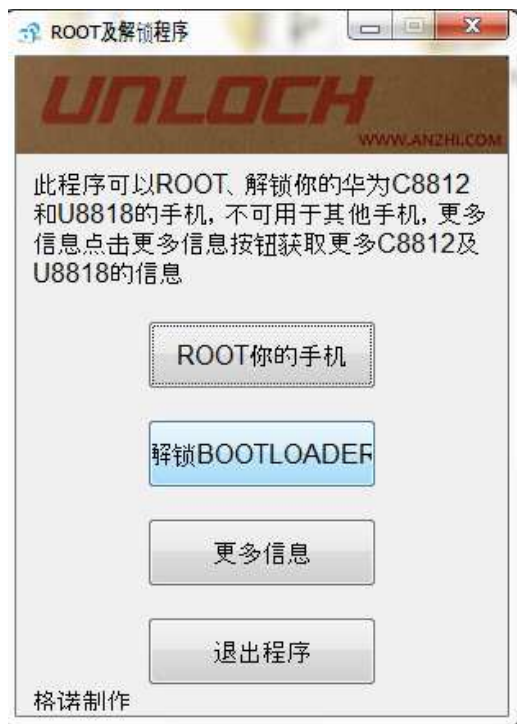 ROOT及解锁程序
UNLOCK
WWW.ANZHI.COM
此程序可以ROOT、解锁你的华为C8812
和U8818的手机，不可用于其他手机，更多
信息点击更多信息按钮获取更多C8812及
U8818的信息
ROOT你的手机
解锁BOOTLOADER
更多信息
退出程序
格诺制作